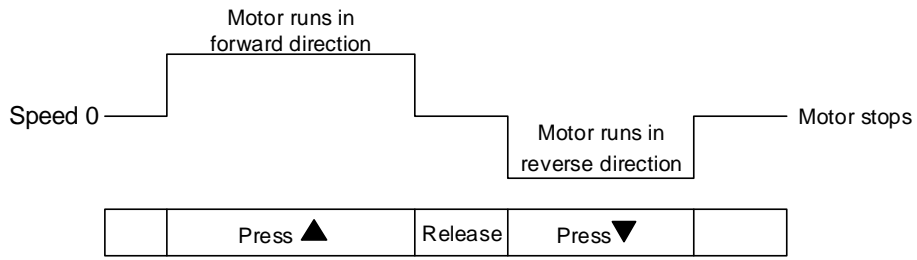 Motor runs in
forward direction
Speed 0
Motor stops
Motor runs in
reverse direction
Press ▲
Release
Press▼